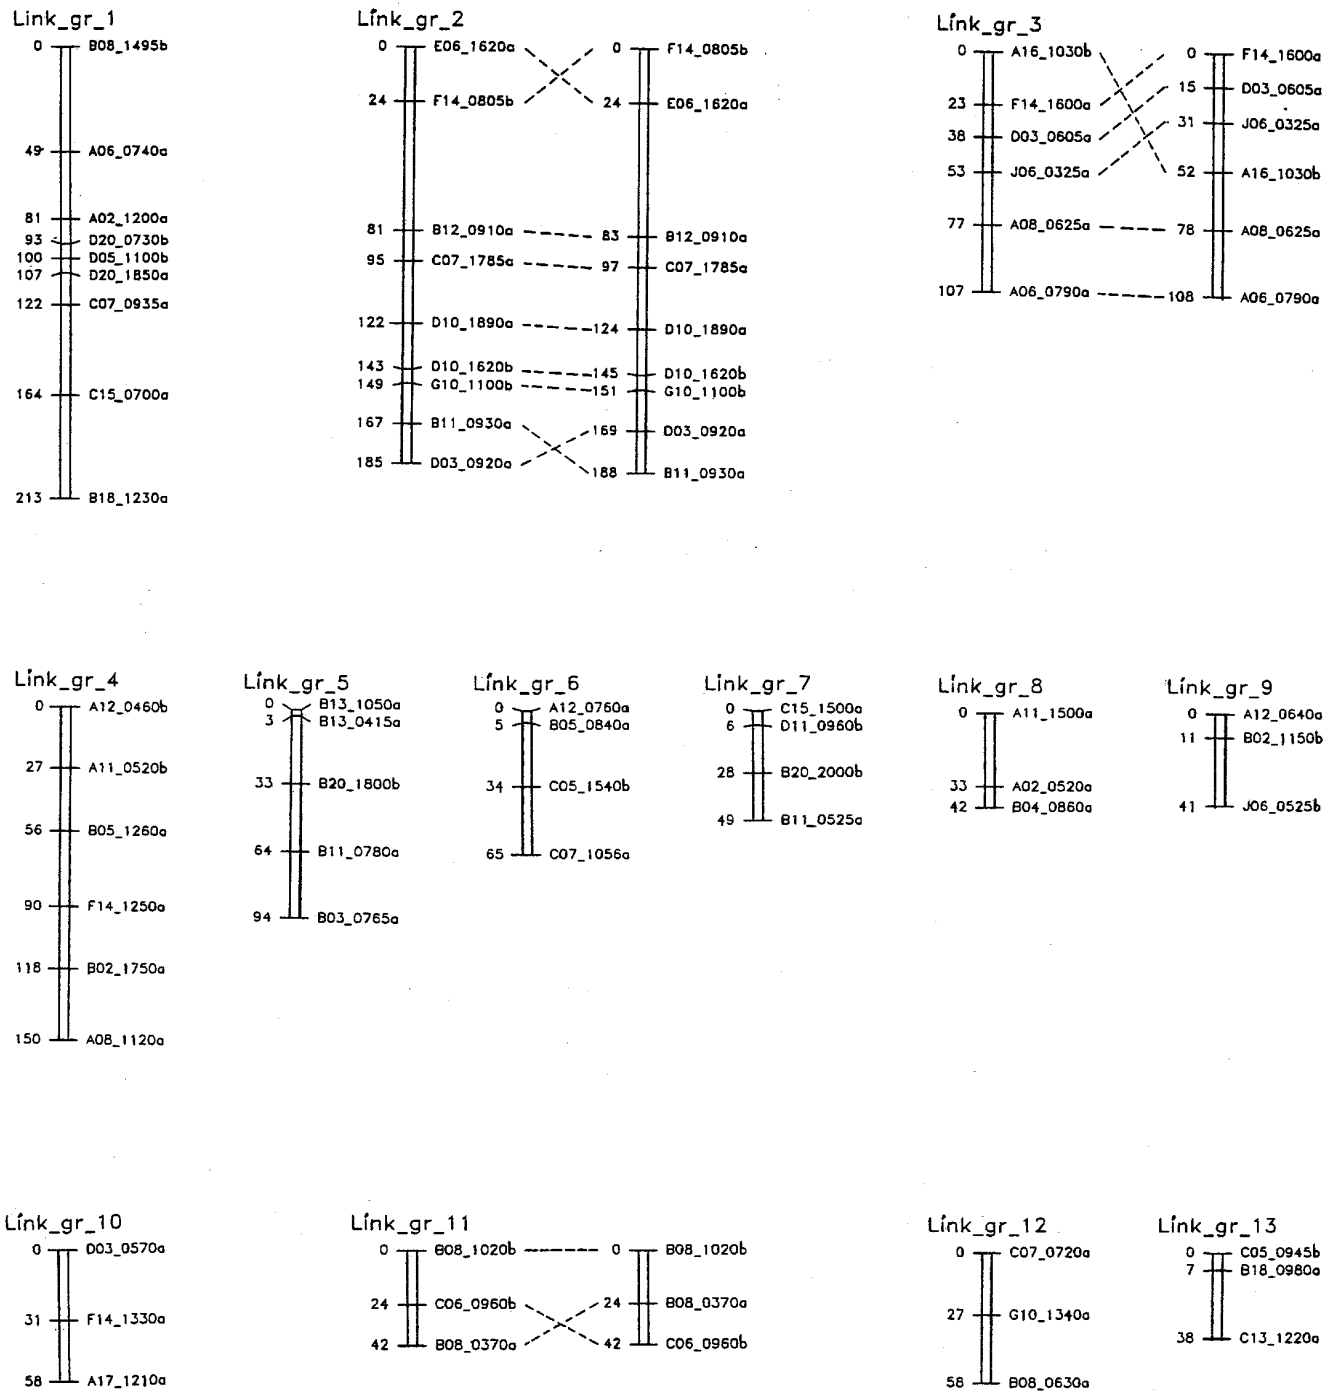 Link_gr_1
0 B08_1495b
49 A06_0740a
81 A02_1200a
93 D20_0730b
100 D05_1100b
107 D20_1850a
122 C07_0935a
164 C15_0700a
213 B18_1230a
Link_gr_2
0 E06_1620a 0 F14_0805b
24 F14_0805b 24 E06_1620a
81 B12_0910a 83 B12_0910a
95 C07_1785a 97 C07_1785a
122 D10_1890a 124 D10_1890a
143 D10_1620b 145 D10_1620b
149 G10_1100b 151 G10_1100b
167 B11_0930a 169 D03_0920a
185 D03_0920a 188 B11_0930a
Link_gr_3
0 A16_1030b 0 F14_1600a
23 F14_1600a 15 D03_0605a
38 D03_0605a 31 J06_0325a
53 J06_0325a 52 A16_1030b
77 A08_0625a 78 A08_0625a
107 A06_0790a 108 A06_0790a
Link_gr_4
0 A12_0460b
27 A11_0520b
56 B05_1260a
90 F14_1250a
118 B02_1750a
150 A08_1120a
Link_gr_5
0 B13_1050a
3 B13_0415a
33 B20_1800b
64 B11_0780a
94 B03_0765a
Link_gr_6
0 A12_0760a
5 B05_0840a
34 C05_1540b
65 C07_1056a
Link_gr_7
0 C15_1500a
6 D11_0960b
28 B20_2000b
49 B11_0525a
Link_gr_8
0 A11_1500a
33 A02_0520a
42 B04_0860a
Link_gr_9
0 A12_0640a
11 B02_1150b
41 J06_0525b
Link_gr_10
0 D03_0570a
31 F14_1330a
58 A17_1210a
Link_gr_11
0 B08_1020b 0 B08_1020b
24 C06_0960b 24 B08_0370a
42 B08_0370a 42 C06_0960b
Link_gr_12
0 C07_0720a
27 G10_1340a
58 B08_0630a
Link_gr_13
0 C05_0945b
7 B18_0980a
38 C13_1220a